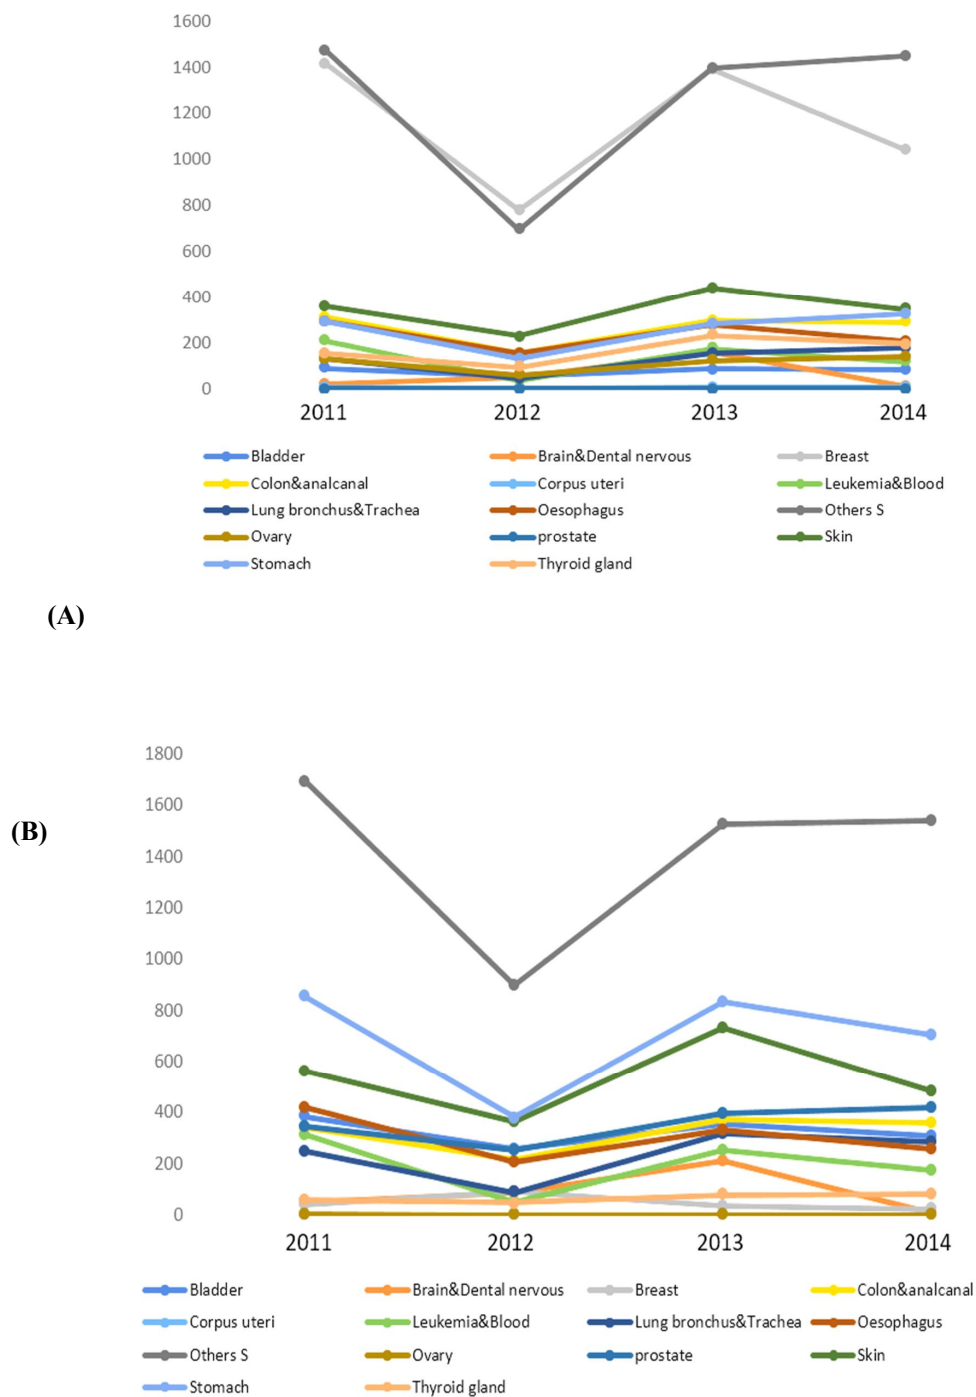 1600
1400
1200
1000
800
600
400
200
0
2011 2012 2013 2014
Bladder Brain&Dental nervous Breast
Colon&analcanal Corpus uteri Leukemia&Blood
Lung bronchus&Trachea Oesophagus Others S
Ovary prostate Skin
Stomach Thyroid gland
(A)
1800
1600
(B)
1400
1200
1000
800
600
400
200
0
2011 2012 2013 2014
Bladder Brain&Dental nervous Breast Colon&analcanal
Corpus uteri Leukemia&Blood Lung bronchus&Trachea Oesophagus
Others S Ovary prostate Skin
Stomach Thyroid gland